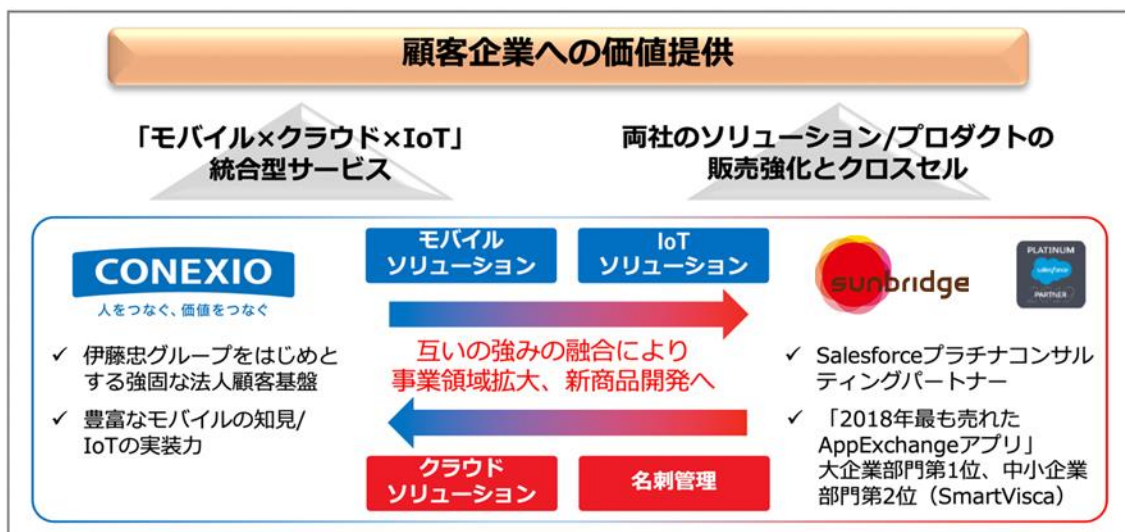 顧客企業への価値提供
「モバイル×クラウド×IoT」
統合型サービス
両社のソリューション/プロダクトの
販売強化とクロスセル
CONEXIO
人をつなぐ、価値をつなぐ
✓ 伊藤忠グループをはじめと
する強固な法人顧客基盤
✓ 豊富なモバイルの知見/
IoTの実装力
モバイル
ソリューション
IoT
ソリューション
互いの強みの融合により
事業領域拡大、新商品開発へ
クラウド
ソリューション
名刺管理
sunbridge
PLATINUM
salesforce
PARTNER
✓ Salesforceプラチナコンサル
ティングパートナー
✓ 「2018年最も売れた
AppExchangeアプリ」
大企業部門第1位、中小企業
部門第2位（SmartVisca）